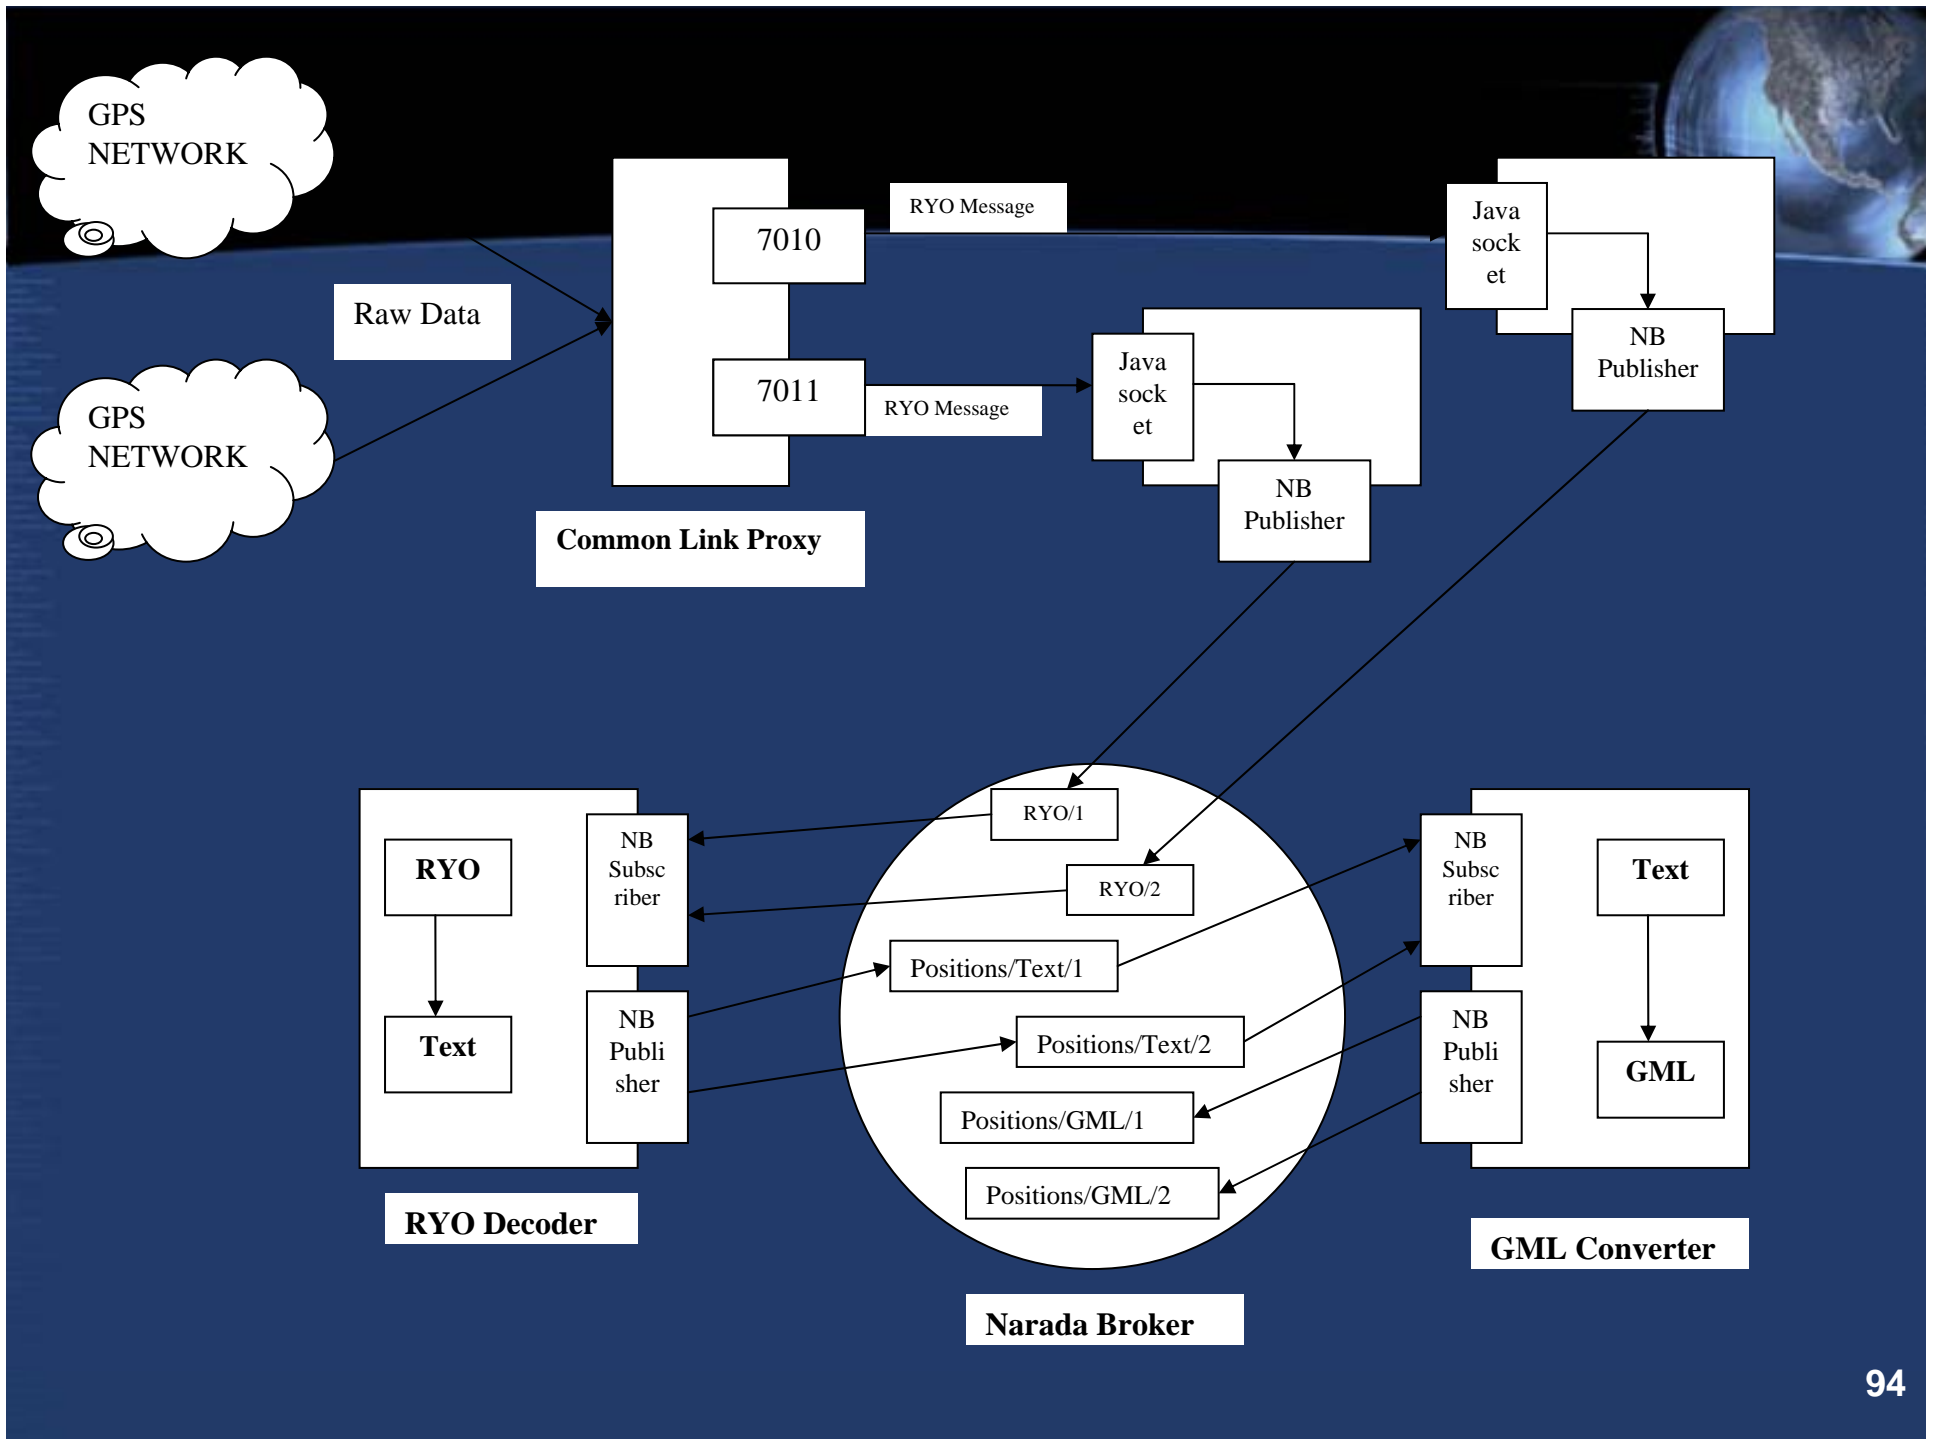 GPS
NETWORK
Raw Data
GPS
NETWORK
7010
7011
Common Link Proxy
RYO Message
RYO Message
Java
sock
et
NB
Publisher
Java
sock
et
NB
Publisher
RYO
Text
NB
Subsc
riber
NB
Publi
sher
RYO Decoder
RYO/1
RYO/2
Positions/Text/1
Positions/Text/2
Positions/GML/1
Positions/GML/2
Narada Broker
NB
Subsc
riber
NB
Publi
sher
Text
GML
GML Converter
94